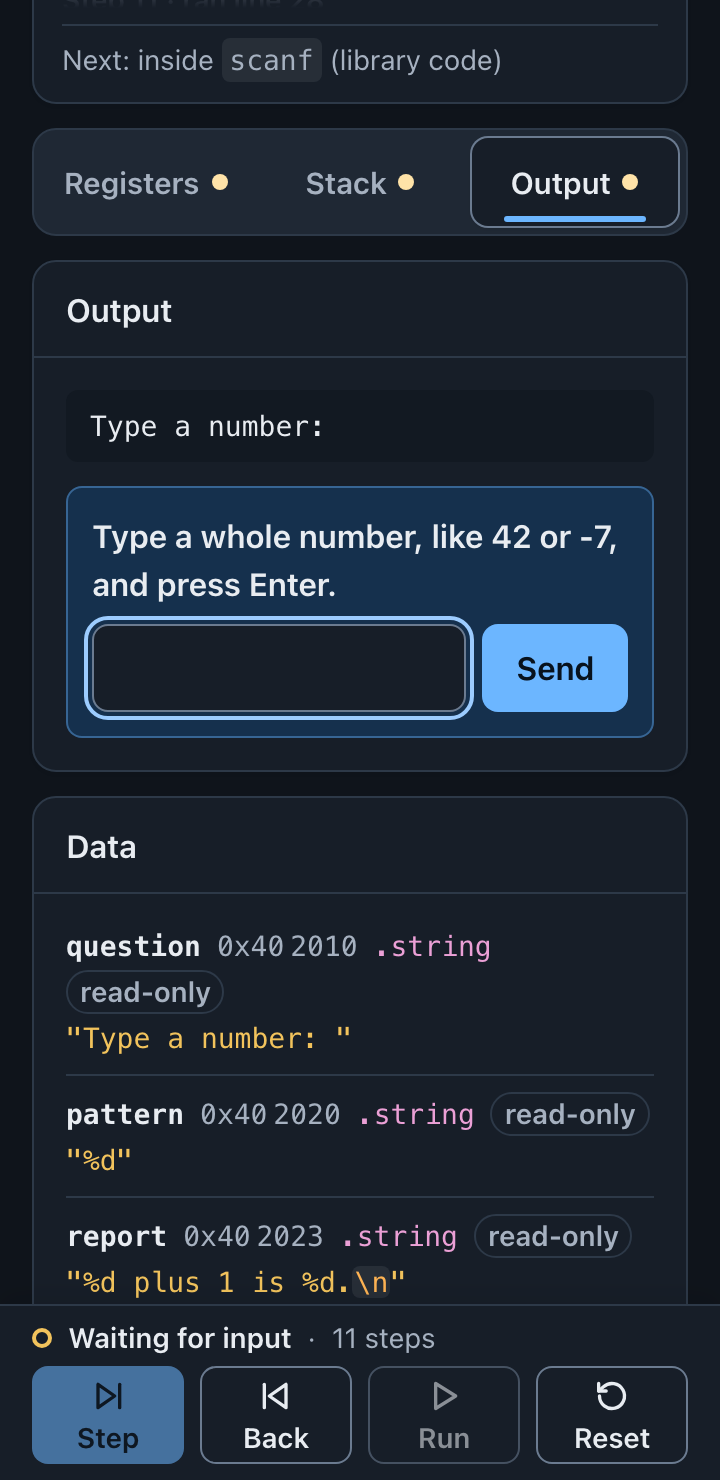 Next: inside scanf (library code)
Registers Stack Output
Output
Type a number:
Type a whole number, like 42 or -7,
and press Enter.
Send
Data
question 0x40 2010 .string
read-only
"Type a number: "
pattern 0x40 2020 .string read-only
"%d"
report 0x40 2023 .string read-only
"%d plus 1 is %d.\n"
Waiting for input · 11 steps
Step Back Run Reset